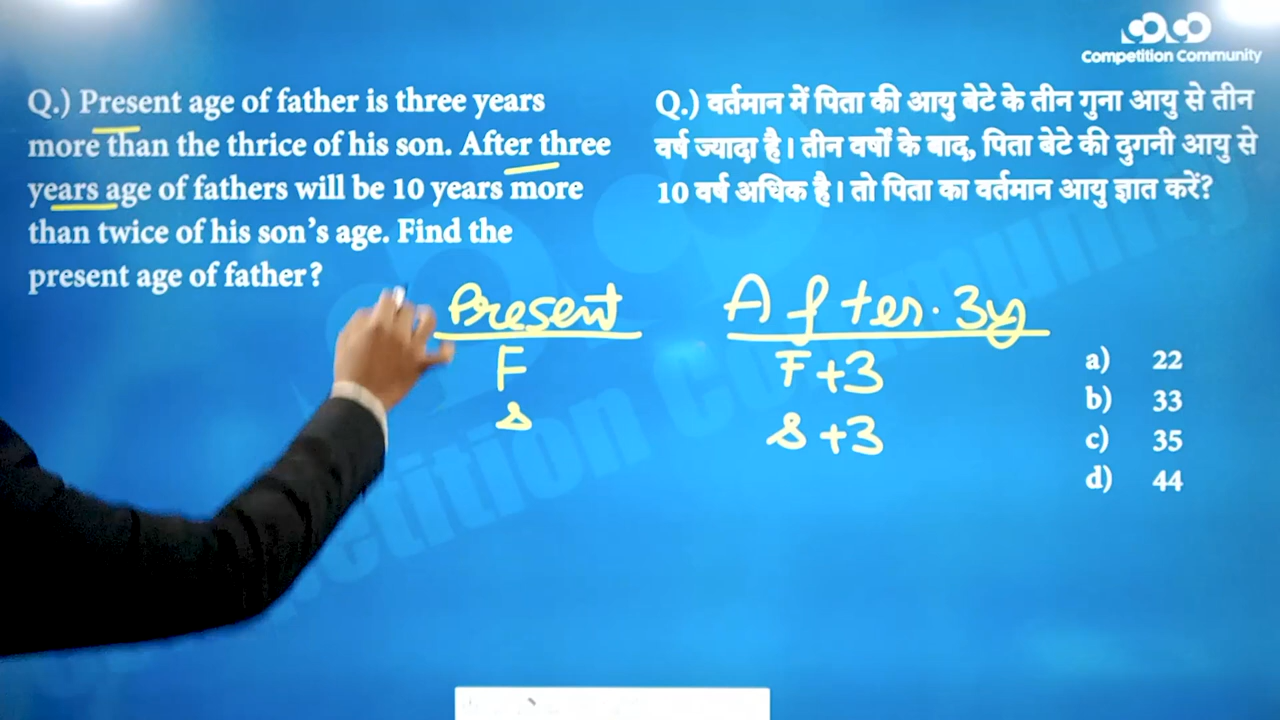 Competition Community
Q.) Present age of father is three years
more than the thrice of his son. After three
years age of fathers will be 10 years more
than twice of his son’s age. Find the
present age of father?
Q.) वर्तमान में पिता की आयु बेटे के तीन गुना आयु से तीन
वर्ष ज्यादा है। तीन वर्षों के बाद, पिता बेटे की दुगनी आयु से
10 वर्ष अधिक है। तो पिता का वर्तमान आयु ज्ञात करें?
Present
F
s
After. 3y
F+3
s+3
a) 22
b) 33
c) 35
d) 44